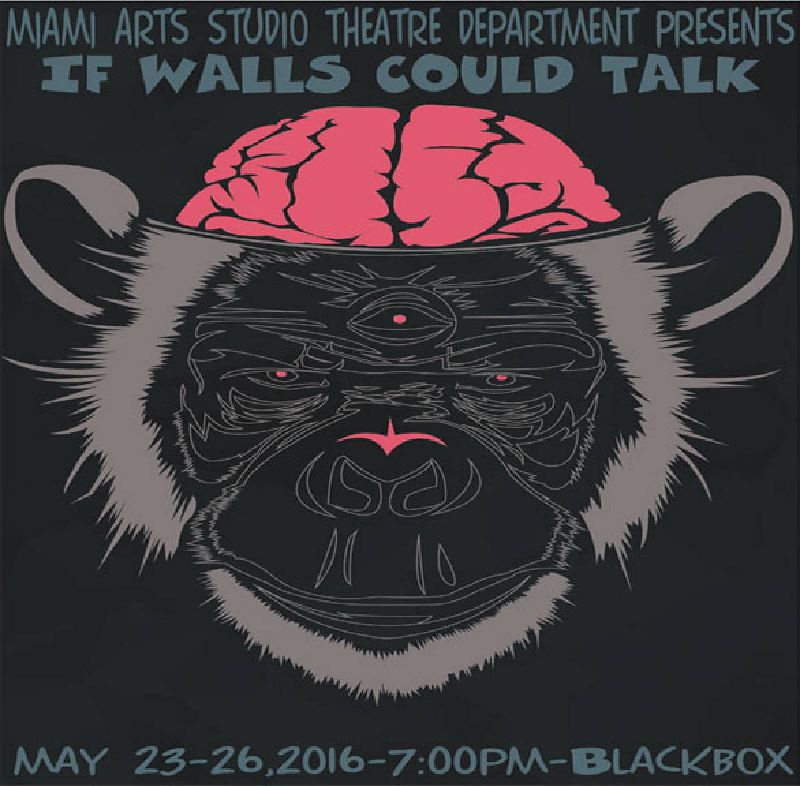 MIAMI ARTS STUDIO THEATRE DEPARTMENT PRESENTS
IF WALLS COULD TALK
MAY 23-26,2016-7:00PM-BLACKBOX